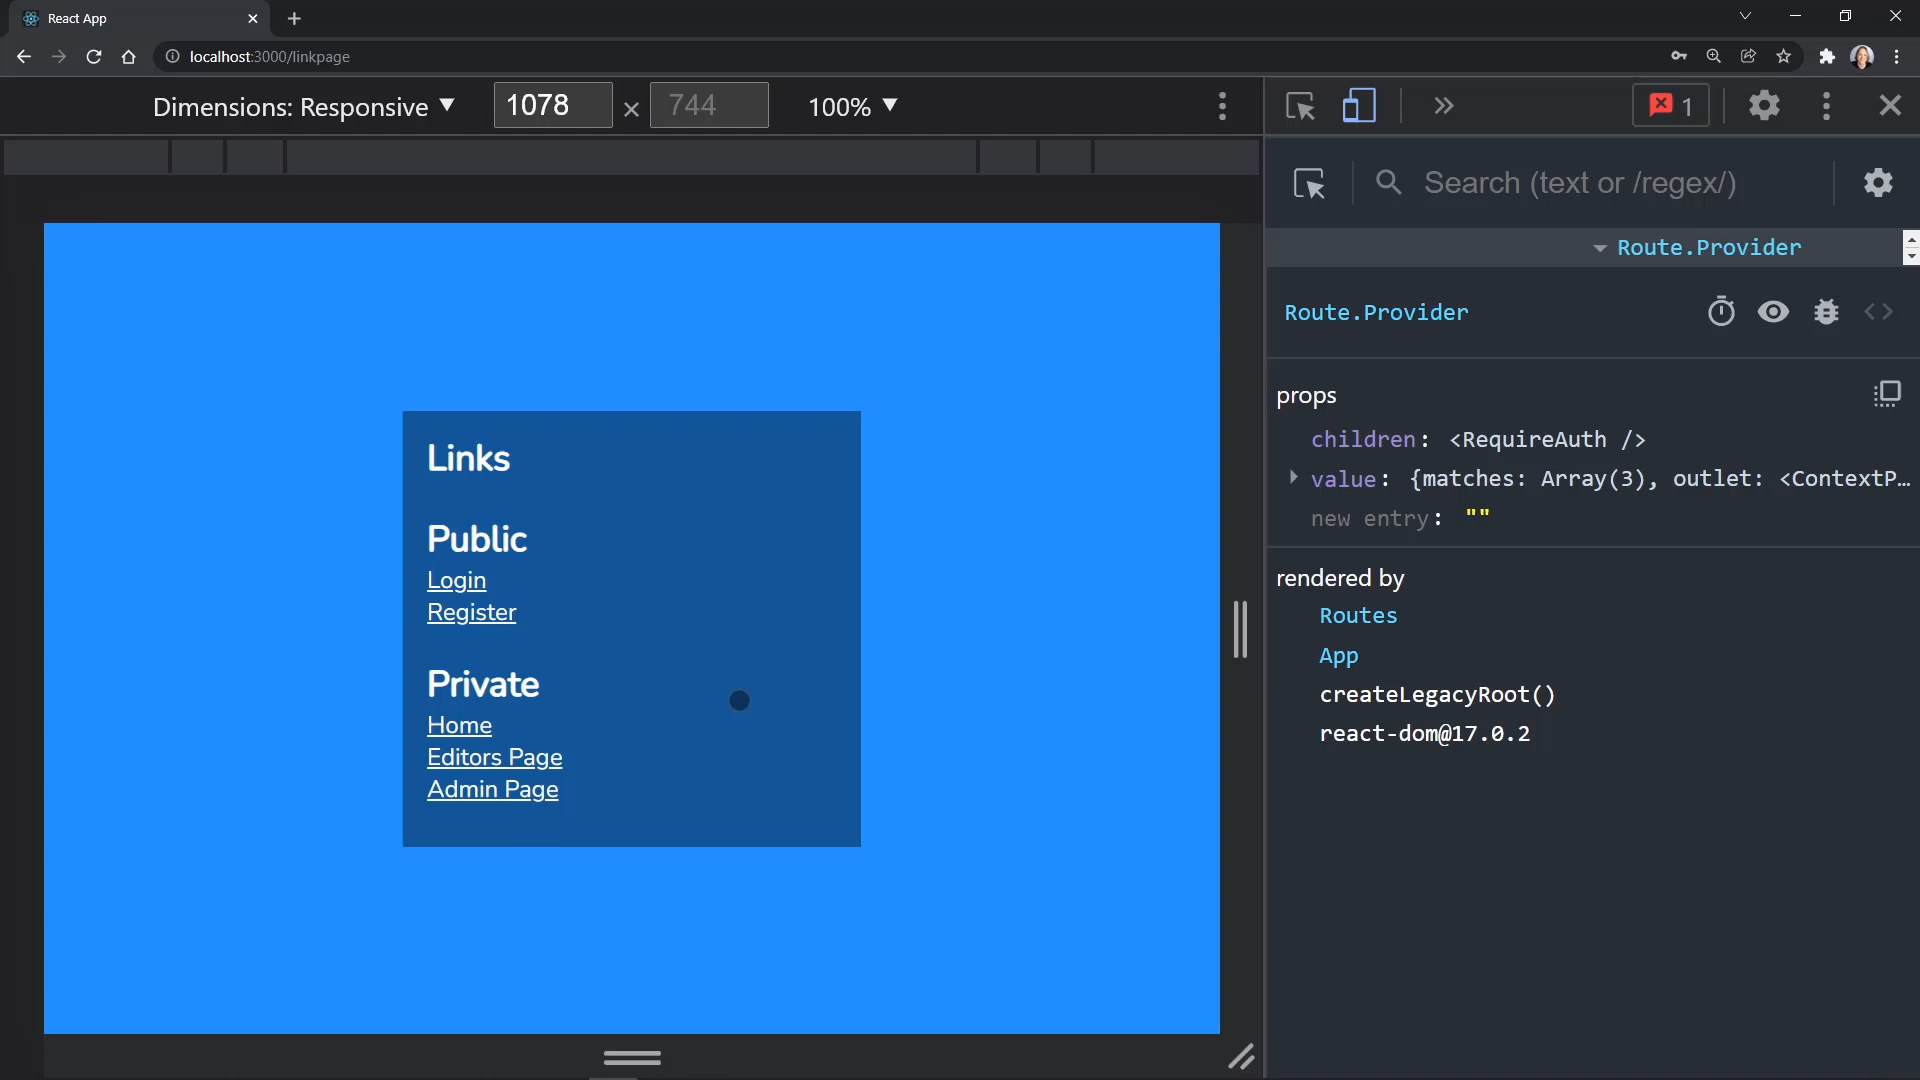 React App
localhost:3000/linkpage
Dimensions: Responsive ▼ 1078 × 744 100% ▼
1
Search (text or /regex/)
Route.Provider
Route.Provider
props
children: <RequireAuth />
value: {matches: Array(3), outlet: <ContextP…
new entry: ""
rendered by
Routes
App
createLegacyRoot()
react-dom@17.0.2
Links
Public
Login
Register
Private
Home
Editors Page
Admin Page